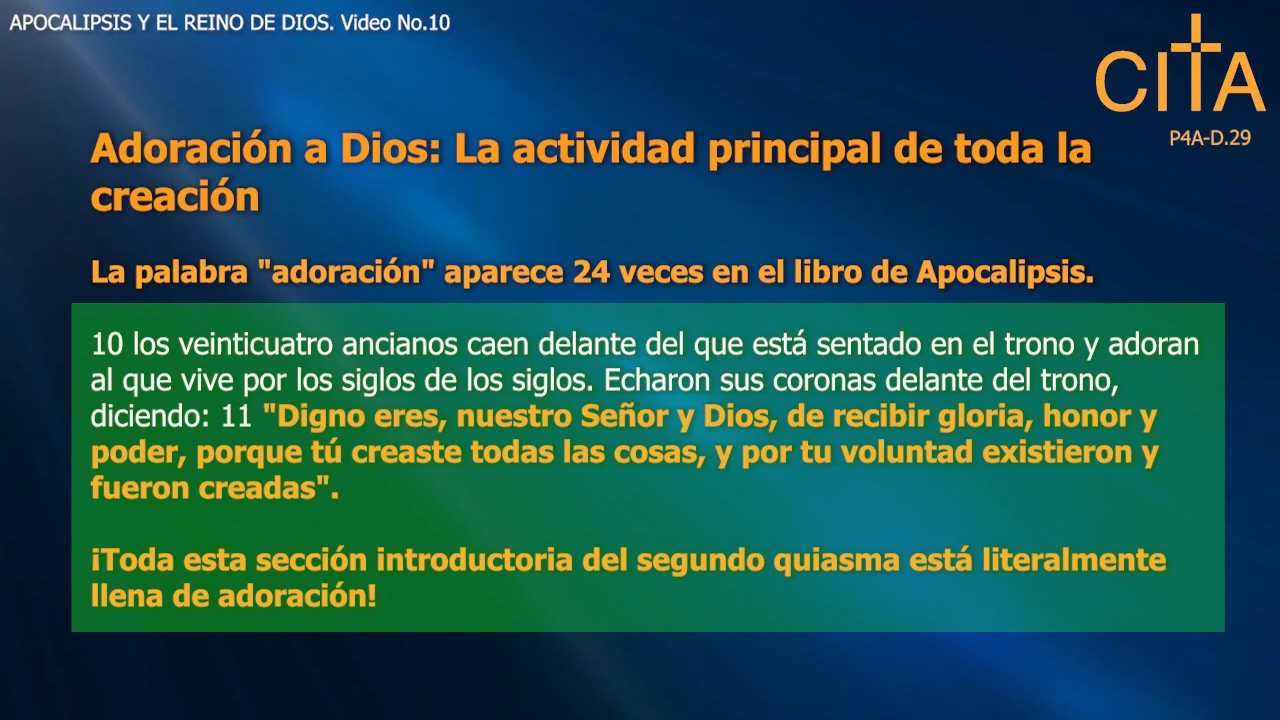 APOCALIPSIS Y EL REINO DE DIOS. Video No.10
CITA
P4A-D.29
Adoración a Dios: La actividad principal de toda la
creación
La palabra "adoración" aparece 24 veces en el libro de Apocalipsis.
10 los veinticuatro ancianos caen delante del que está sentado en el trono y adoran
al que vive por los siglos de los siglos. Echaron sus coronas delante del trono,
diciendo: 11 "Digno eres, nuestro Señor y Dios, de recibir gloria, honor y
poder, porque tú creaste todas las cosas, y por tu voluntad existieron y
fueron creadas".
¡Toda esta sección introductoria del segundo quiasma está literalmente
llena de adoración!